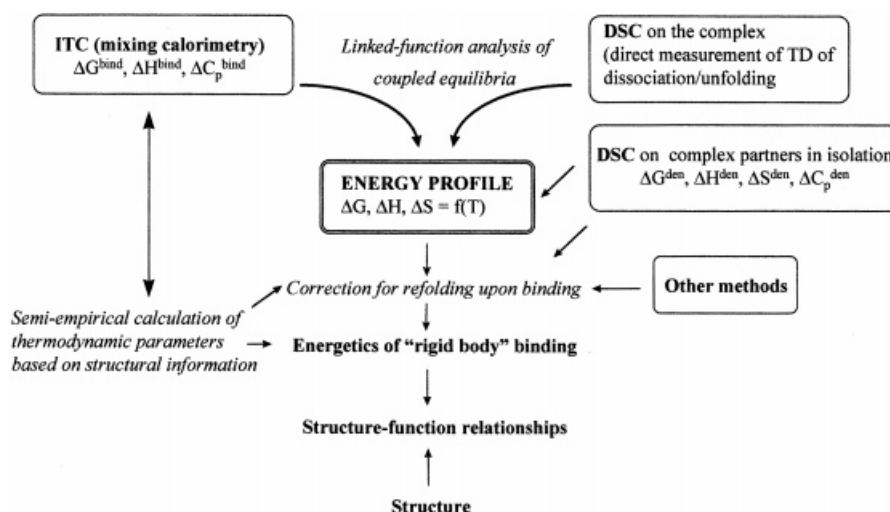 ITC (mixing calorimetry)
ΔG^bind, ΔH^bind, ΔC_p^bind
Linked-function analysis of
coupled equilibria
DSC on the complex
(direct measurement of TD of
dissociation/unfolding
DSC on complex partners in isolation
ΔG^den, ΔH^den, ΔS^den, ΔC_p^den
ENERGY PROFILE
ΔG, ΔH, ΔS = f(T)
Correction for refolding upon binding
Other methods
Semi-empirical calculation of
thermodynamic parameters
based on structural information
Energetics of “rigid body” binding
Structure-function relationships
Structure